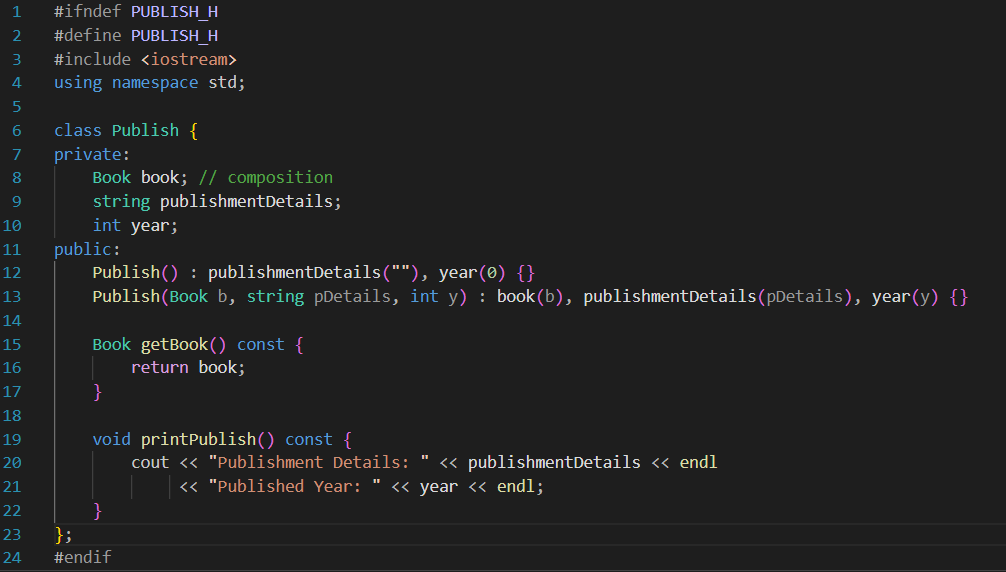 1 #ifndef PUBLISH_H
2 #define PUBLISH_H
3 #include <iostream>
4 using namespace std;
5
6 class Publish {
7 private:
8     Book book; // composition
9     string publishmentDetails;
10     int year;
11 public:
12     Publish() : publishmentDetails(""), year(0) {}
13     Publish(Book b, string pDetails, int y) : book(b), publishmentDetails(pDetails), year(y) {}
14
15     Book getBook() const {
16         return book;
17     }
18
19     void printPublish() const {
20         cout << "Publishment Details: " << publishmentDetails << endl
21              << "Published Year: " << year << endl;
22     }
23 };
24 #endif